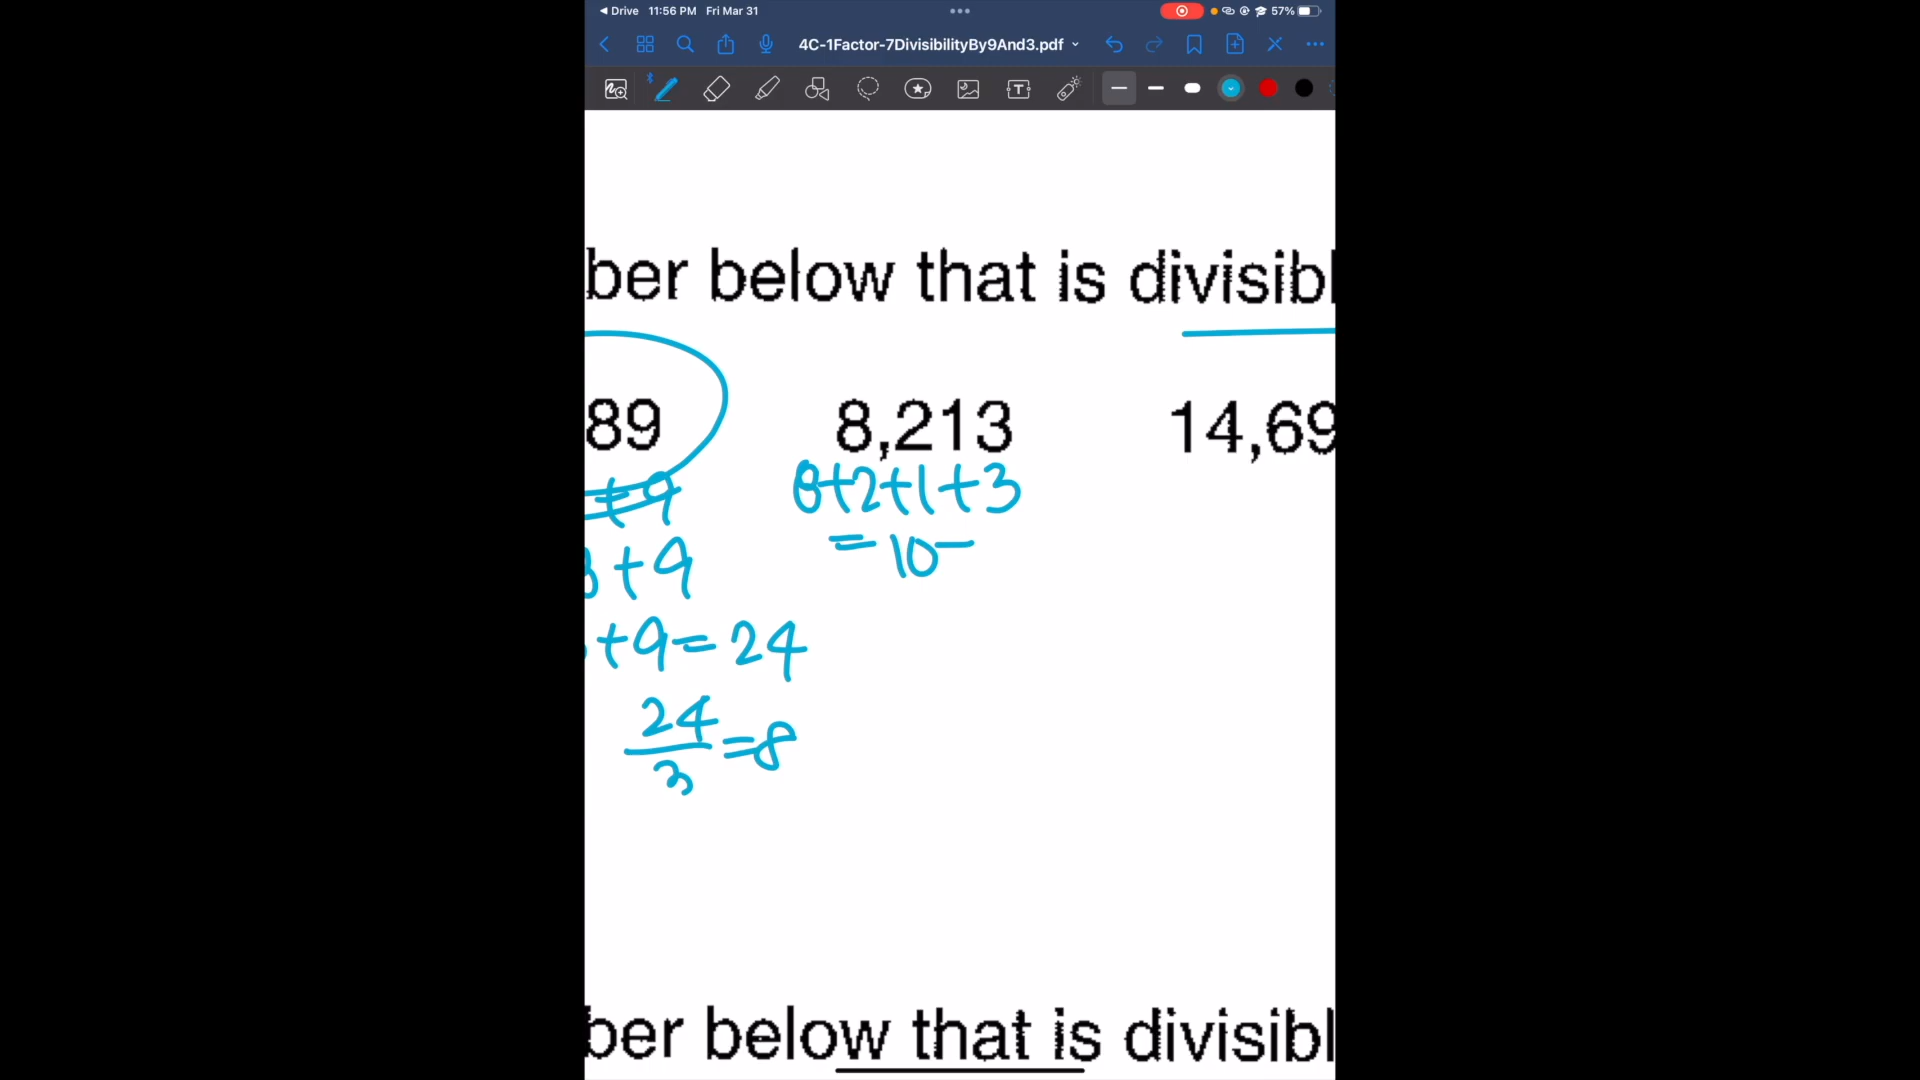 Drive 11:56 PM Fri Mar 31
57%
4C-1Factor-7DivisibilityBy9And3.pdf
T
ber below that is divisibl
89 8,213 14,69
+9 8+2+1+3
3+9 = 10-
+9=24
24
=8
3
ber below that is divisibl